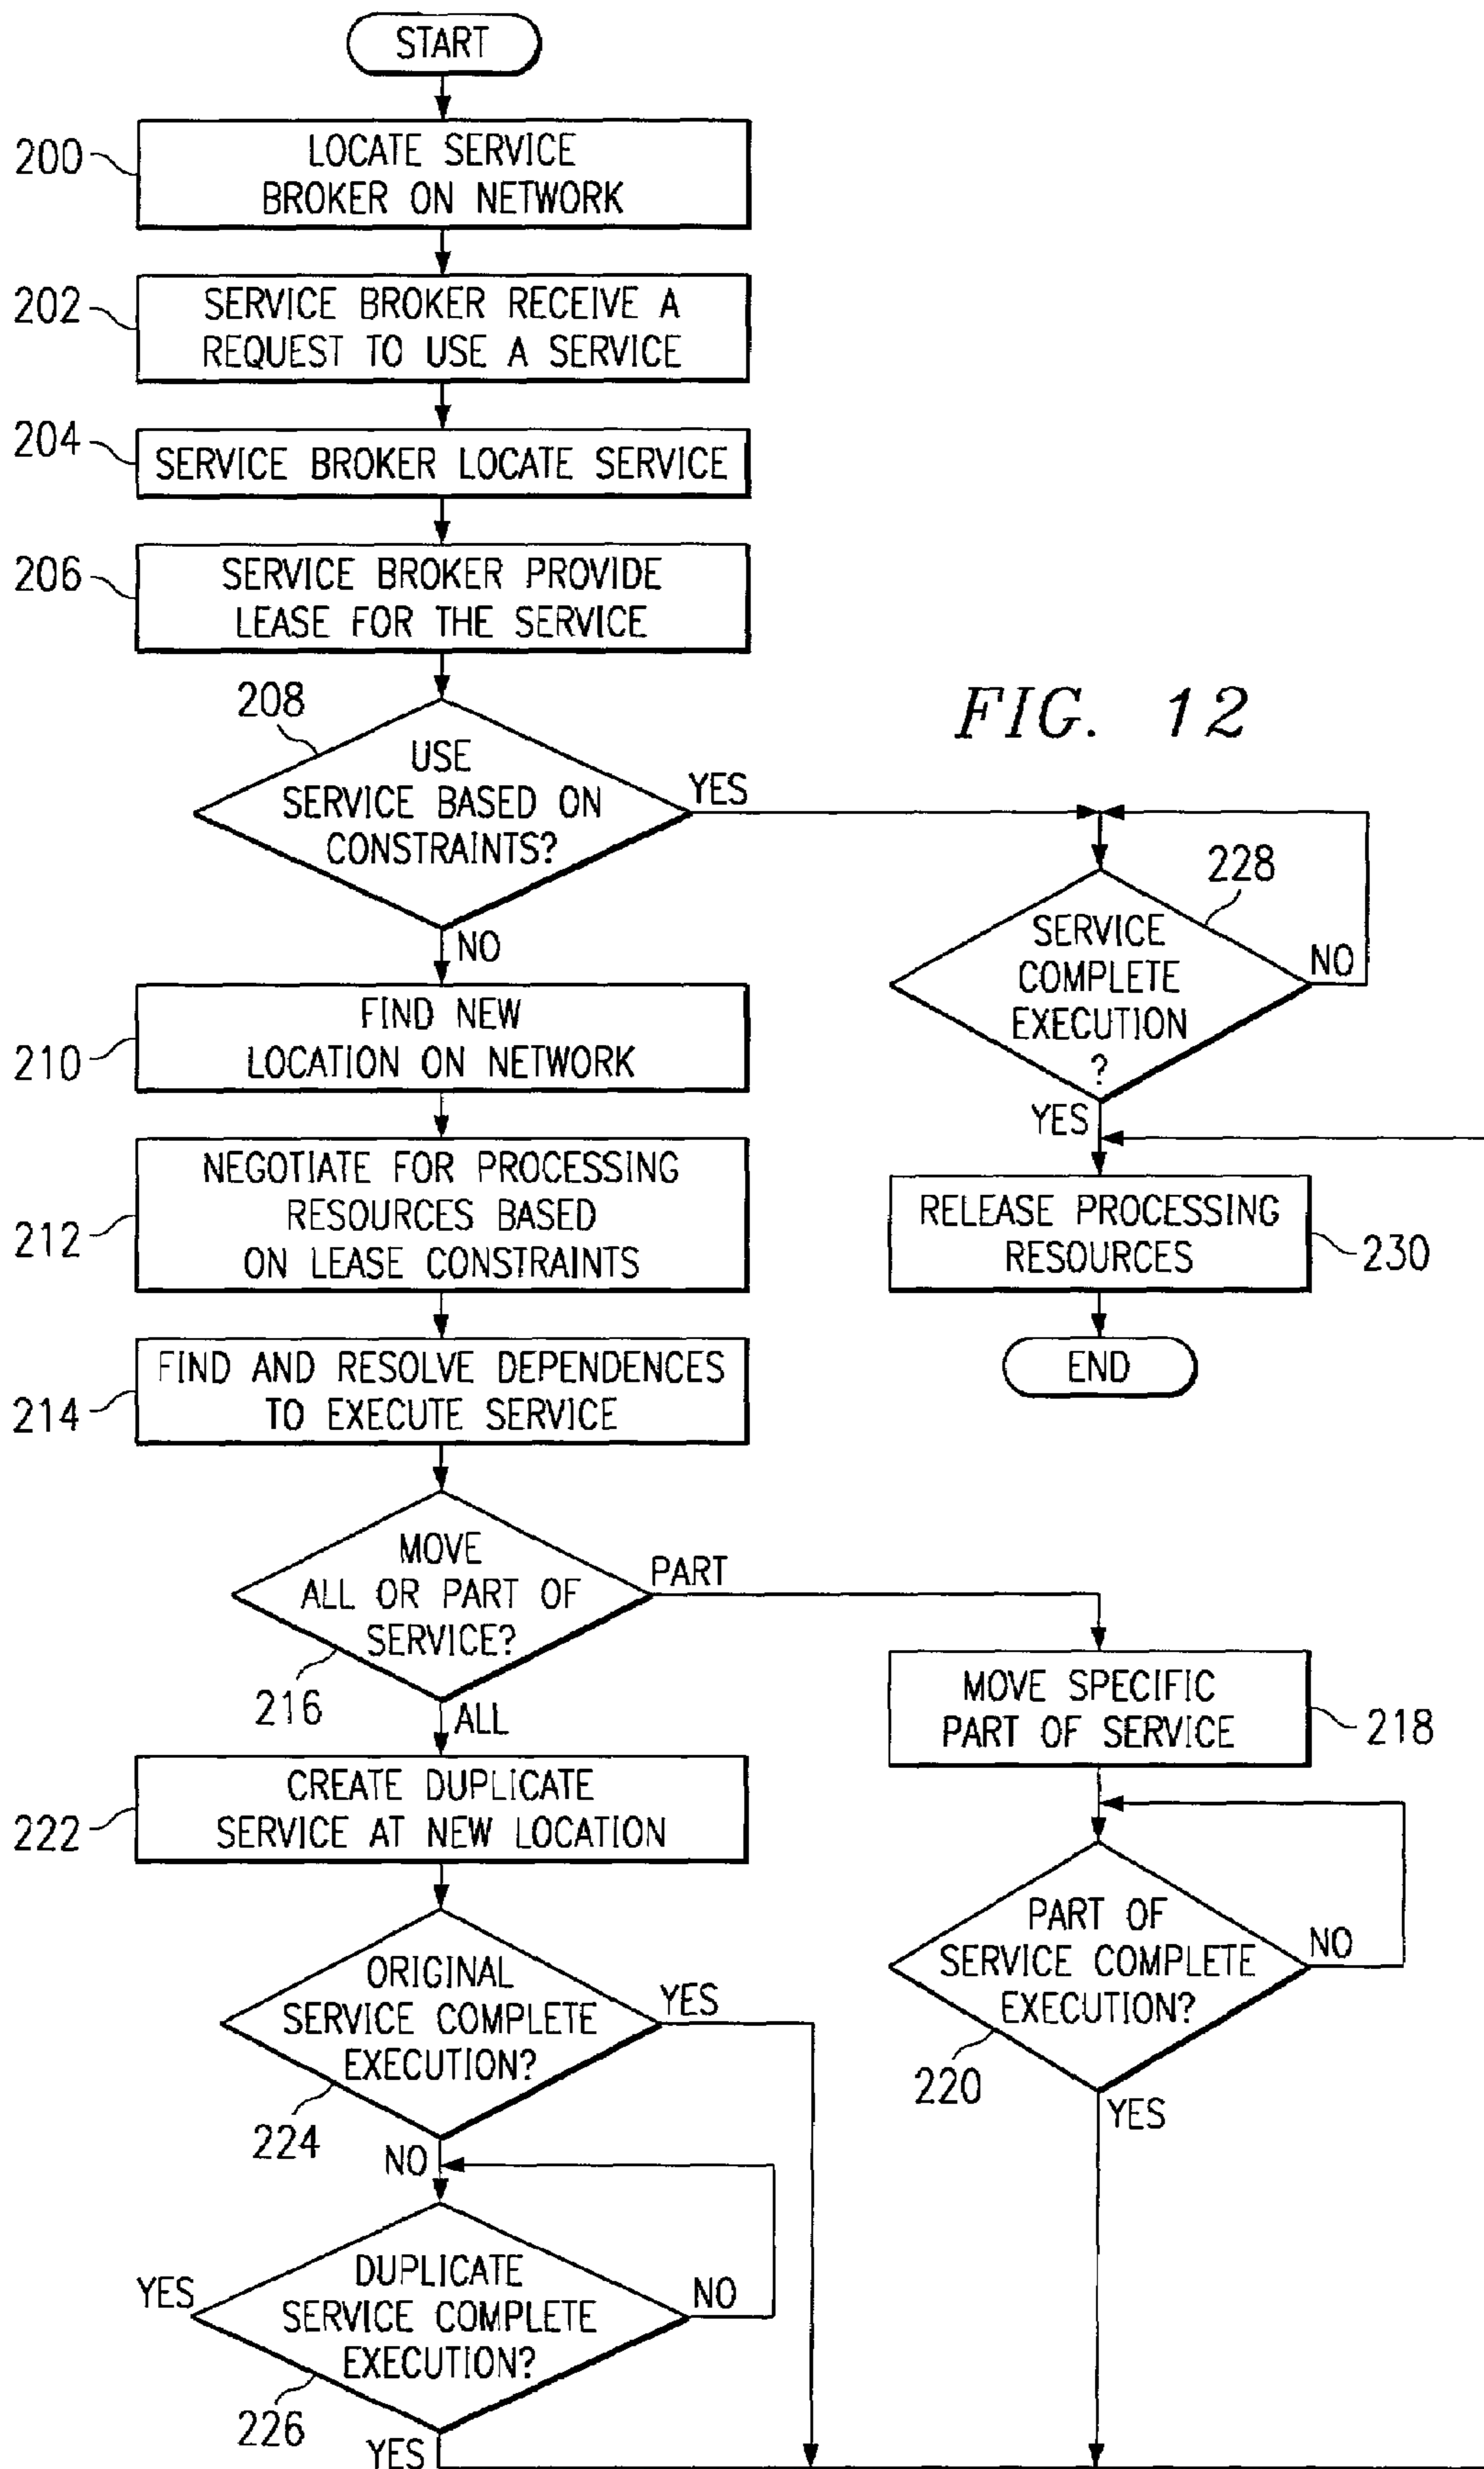 START
200
LOCATE SERVICE
BROKER ON NETWORK
202
SERVICE BROKER RECEIVE A
REQUEST TO USE A SERVICE
204
SERVICE BROKER LOCATE SERVICE
206
SERVICE BROKER PROVIDE
LEASE FOR THE SERVICE
208
USE
SERVICE BASED ON
CONSTRAINTS?
YES
NO
FIG. 12
228
SERVICE
COMPLETE
EXECUTION
?
NO
YES
210
FIND NEW
LOCATION ON NETWORK
212
NEGOTIATE FOR PROCESSING
RESOURCES BASED
ON LEASE CONSTRAINTS
RELEASE PROCESSING
RESOURCES
230
END
214
FIND AND RESOLVE DEPENDENCES
TO EXECUTE SERVICE
MOVE
ALL OR PART OF
SERVICE?
216
PART
ALL
MOVE SPECIFIC
PART OF SERVICE
218
222
CREATE DUPLICATE
SERVICE AT NEW LOCATION
PART OF
SERVICE COMPLETE
EXECUTION?
220
NO
YES
ORIGINAL
SERVICE COMPLETE
EXECUTION?
224
YES
NO
DUPLICATE
SERVICE COMPLETE
EXECUTION?
226
YES
NO
YES